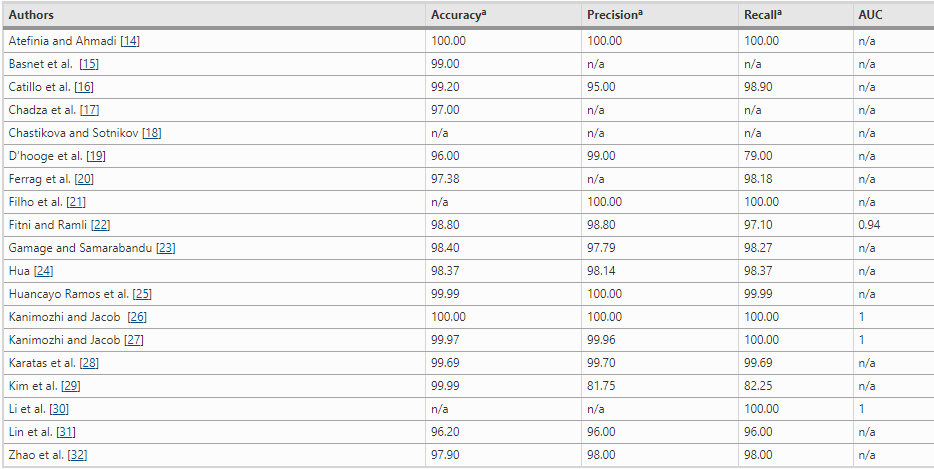 Authors Accuracyª Precisionª Recallª AUC
Atefinia and Ahmadi [14] 100.00 100.00 100.00 n/a
Basnet et al. [15] 99.00 n/a n/a n/a
Catillo et al. [16] 99.20 95.00 98.90 n/a
Chadza et al. [17] 97.00 n/a n/a n/a
Chastikova and Sotnikov [18] n/a n/a n/a n/a
D’hooge et al. [19] 96.00 99.00 79.00 n/a
Ferrag et al. [20] 97.38 n/a 98.18 n/a
Filho et al. [21] n/a 100.00 100.00 n/a
Fitni and Ramli [22] 98.80 98.80 97.10 0.94
Gamage and Samarabandu [23] 98.40 97.79 98.27 n/a
Hua [24] 98.37 98.14 98.37 n/a
Huancayo Ramos et al. [25] 99.99 100.00 99.99 n/a
Kanimozhi and Jacob [26] 100.00 100.00 100.00 1
Kanimozhi and Jacob [27] 99.97 99.96 100.00 1
Karatas et al. [28] 99.69 99.70 99.69 n/a
Kim et al. [29] 99.99 81.75 82.25 n/a
Li et al. [30] n/a n/a 100.00 1
Lin et al. [31] 96.20 96.00 96.00 n/a
Zhao et al. [32] 97.90 98.00 98.00 n/a